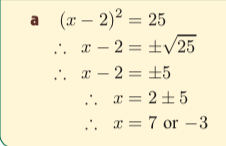 a (x − 2)² = 25
∴ x − 2 = ±√25
∴ x − 2 = ±5
∴ x = 2 ± 5
∴ x = 7 or −3